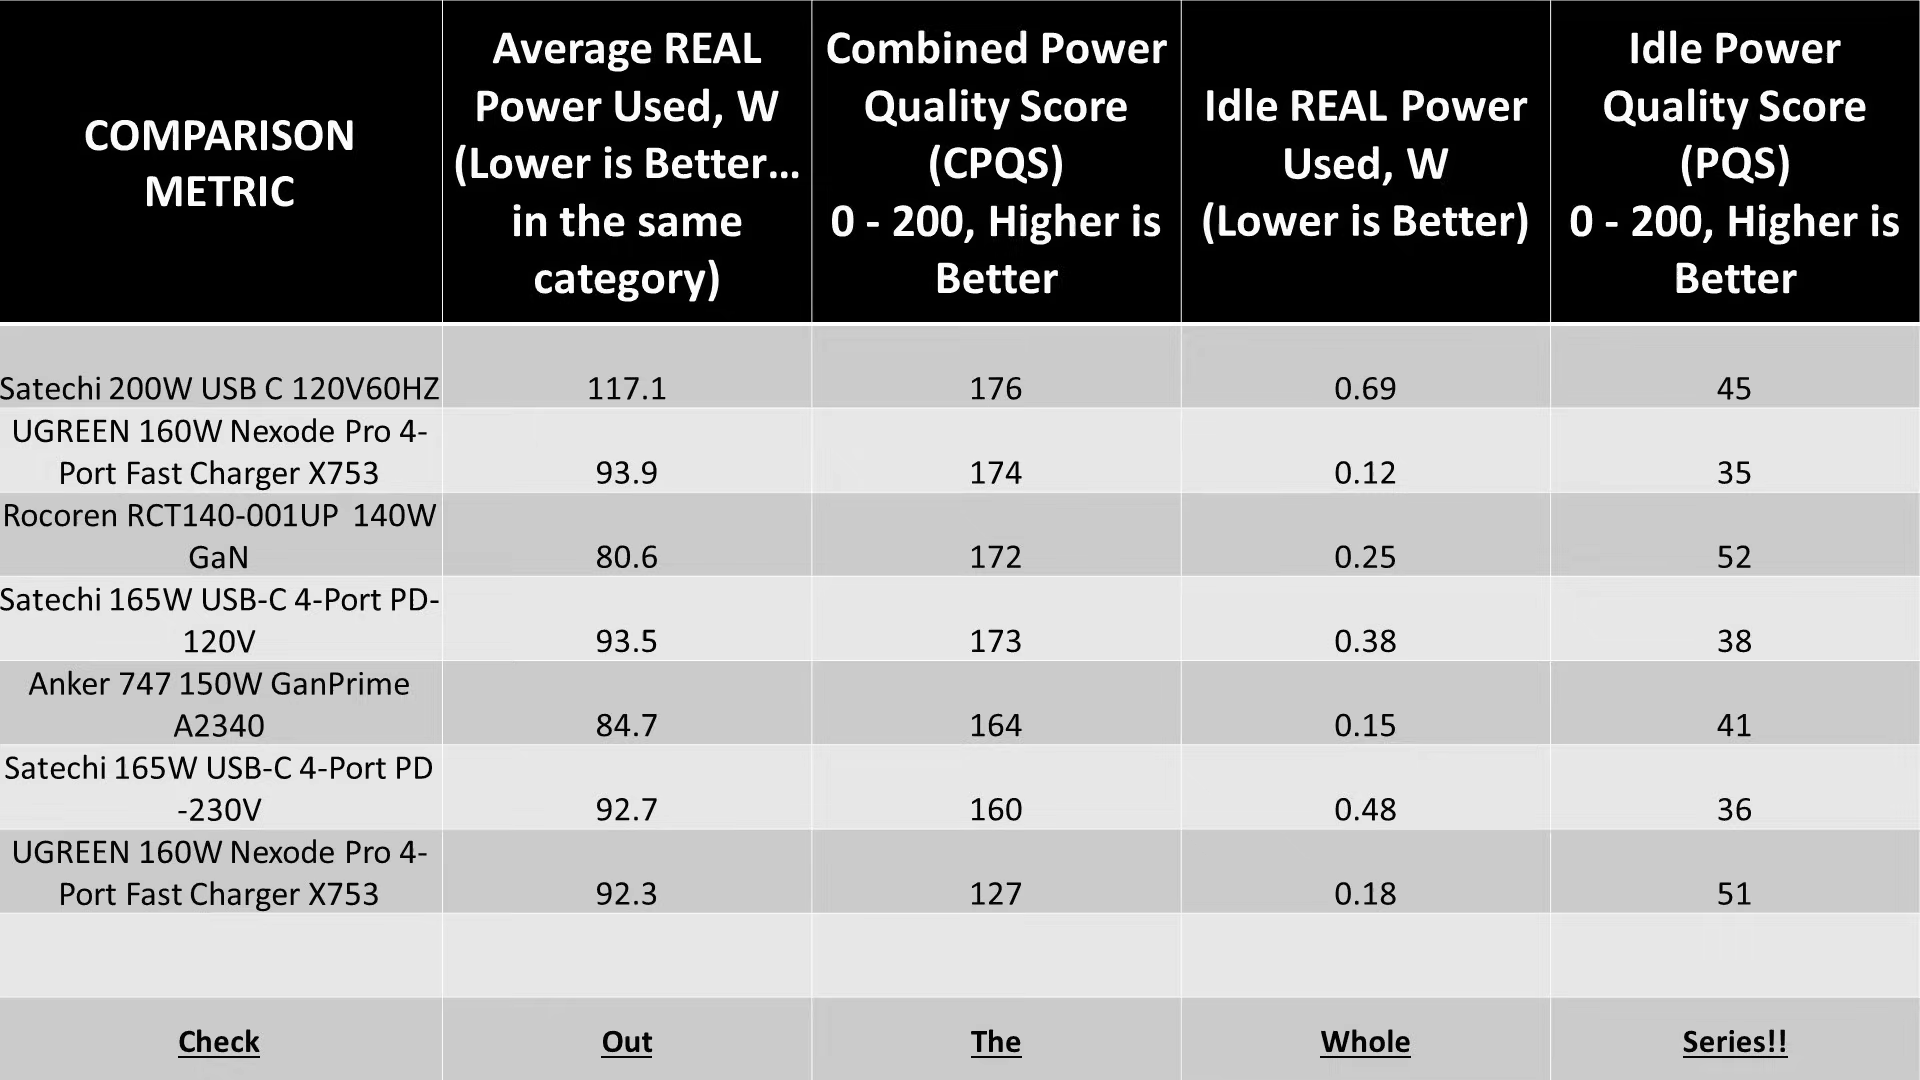 COMPARISON
METRIC
Average REAL
Power Used, W
(Lower is Better...
in the same
category)
Combined Power
Quality Score
(CPQS)
0 - 200, Higher is
Better
Idle REAL Power
Used, W
(Lower is Better)
Idle Power
Quality Score
(PQS)
0 - 200, Higher is
Better
Satechi 200W USB C 120V60HZ
117.1
176
0.69
45
UGREEN 160W Nexode Pro 4-
Port Fast Charger X753
93.9
174
0.12
35
Rocoren RCT140-001UP  140W
GaN
80.6
172
0.25
52
Satechi 165W USB-C 4-Port PD-
120V
93.5
173
0.38
38
Anker 747 150W GanPrime
A2340
84.7
164
0.15
41
Satechi 165W USB-C 4-Port PD
-230V
92.7
160
0.48
36
UGREEN 160W Nexode Pro 4-
Port Fast Charger X753
92.3
127
0.18
51
Check
Out
The
Whole
Series!!